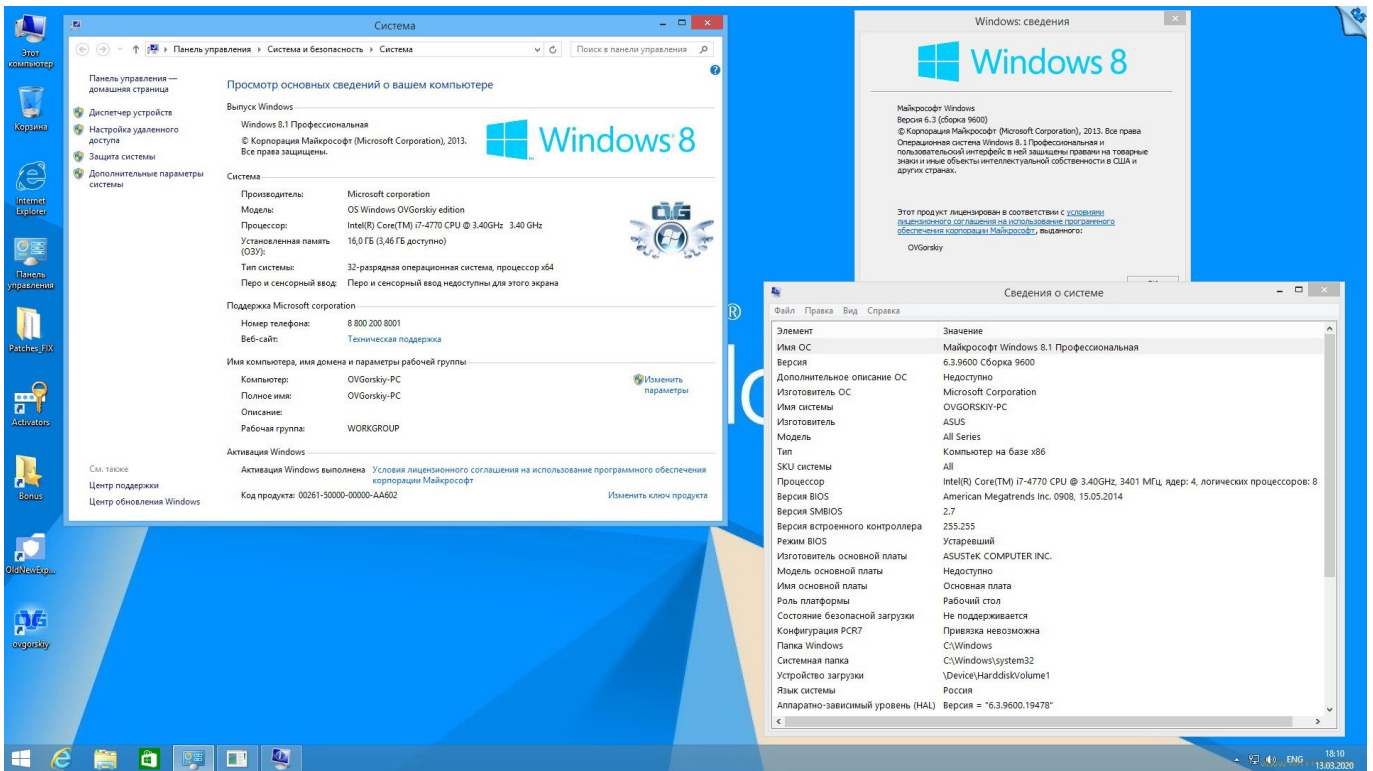 Этот
компьютер
Корзина
Internet
Explorer
Панель
управления
Patches_FIX
Activators
Bonus
OldNewExp...
ovgorskiy
Система
Панель управления
Система и безопасность
Система
Поиск в панели управления
Панель управления —
домашняя страница
Диспетчер устройств
Настройка удаленного
доступа
Защита системы
Дополнительные параметры
системы
См. также
Центр поддержки
Центр обновления Windows
Просмотр основных сведений о вашем компьютере
Выпуск Windows
Windows 8.1 Профессиональная
© Корпорация Майкрософт (Microsoft Corporation), 2013.
Все права защищены.
Windows 8
Система
Производитель: Microsoft corporation
Модель: OS Windows OVGorskiy edition
Процессор: Intel(R) Core(TM) i7-4770 CPU @ 3.40GHz 3.40 GHz
Установленная память
(ОЗУ): 16,0 ГБ (3,46 ГБ доступно)
Тип системы: 32-разрядная операционная система, процессор x64
Перо и сенсорный ввод: Перо и сенсорный ввод недоступны для этого экрана
Поддержка Microsoft corporation
Номер телефона: 8 800 200 8001
Веб-сайт: Техническая поддержка
Имя компьютера, имя домена и параметры рабочей группы
Компьютер: OVGorskiy-PC
Изменить
параметры
Полное имя: OVGorskiy-PC
Описание:
Рабочая группа: WORKGROUP
Активация Windows
Активация Windows выполнена Условия лицензионного соглашения на использование программного обеспечения
корпорации Майкрософт
Код продукта: 00261-50000-00000-AA602 Изменить ключ продукта
Windows: сведения
Windows 8
Майкрософт Windows
Версия 6.3 (сборка 9600)
© Корпорация Майкрософт (Microsoft Corporation), 2013. Все права
Операционная система Windows 8.1 Профессиональная и
пользовательский интерфейс в ней защищены правами на товарные
знаки и иные объекты интеллектуальной собственности в США и
других странах.
Этот продукт лицензирован в соответствии с условиями
лицензионного соглашения на использование программного
обеспечения корпорации Майкрософт, выданного:
OVGorskiy
Сведения о системе
Файл Правка Вид Справка
Элемент Значение
Имя ОС Майкрософт Windows 8.1 Профессиональная
Версия 6.3.9600 Сборка 9600
Дополнительное описание ОС Недоступно
Изготовитель ОС Microsoft Corporation
Имя системы OVGORSKIY-PC
Изготовитель ASUS
Модель All Series
Тип Компьютер на базе x86
SKU системы All
Процессор Intel(R) Core(TM) i7-4770 CPU @ 3.40GHz, 3401 МГц, ядер: 4, логических процессоров: 8
Версия BIOS American Megatrends Inc. 0908, 15.05.2014
Версия SMBIOS 2.7
Версия встроенного контроллера 255.255
Режим BIOS Устаревший
Изготовитель основной платы ASUSTeK COMPUTER INC.
Модель основной платы Недоступно
Имя основной платы Основная плата
Роль платформы Рабочий стол
Состояние безопасной загрузки Не поддерживается
Конфигурация PCR7 Привязка невозможна
Папка Windows C:\Windows
Системная папка C:\Windows\system32
Устройство загрузки \Device\HarddiskVolume1
Язык системы Россия
Аппаратно-зависимый уровень (HAL) Версия = "6.3.9600.19478"
ENG
18:10
13.03.2020